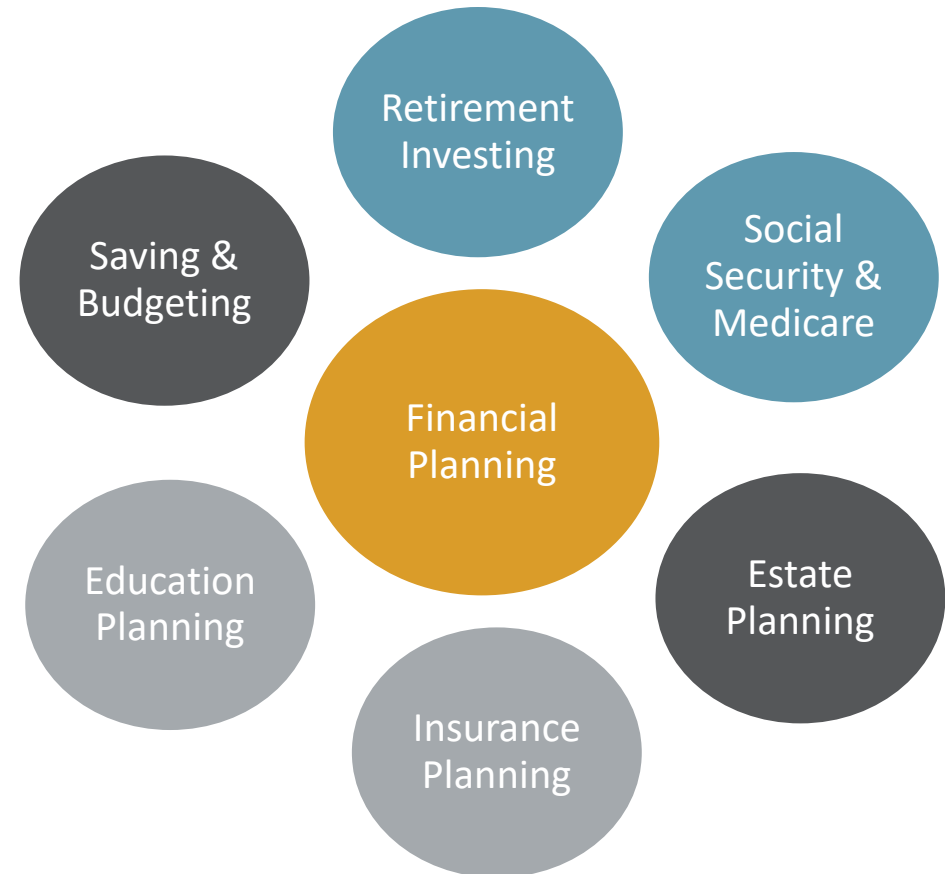 Retirement
Investing
Social
Security &
Medicare
Saving &
Budgeting
Financial
Planning
Education
Planning
Estate
Planning
Insurance
Planning